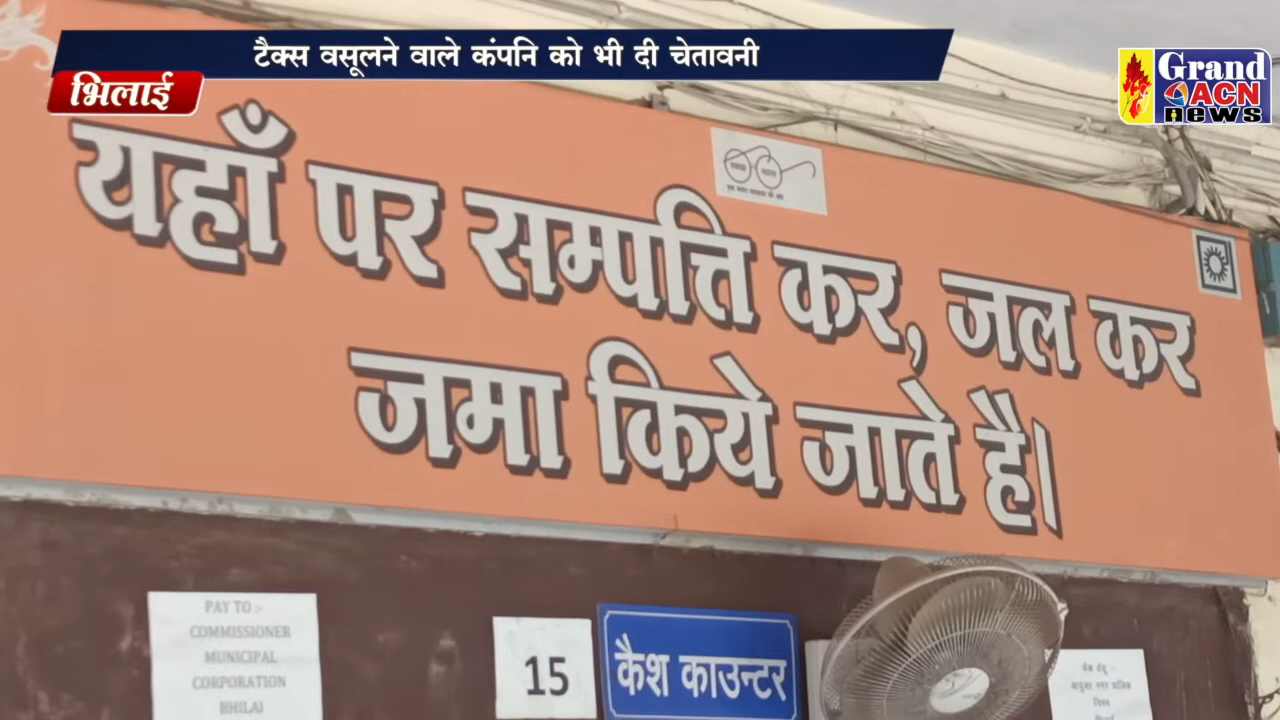 टैक्स वसूलने वाले कंपनि को भी दी चेतावनी
भिलाई
Grand
ACN
news
यहाँ पर सम्पत्ति कर, जल कर
जमा किये जाते है।
PAY TO :-
COMMISSIONER
MUNICIPAL
CORPORATION
BHILAI
15
कैश काउन्टर